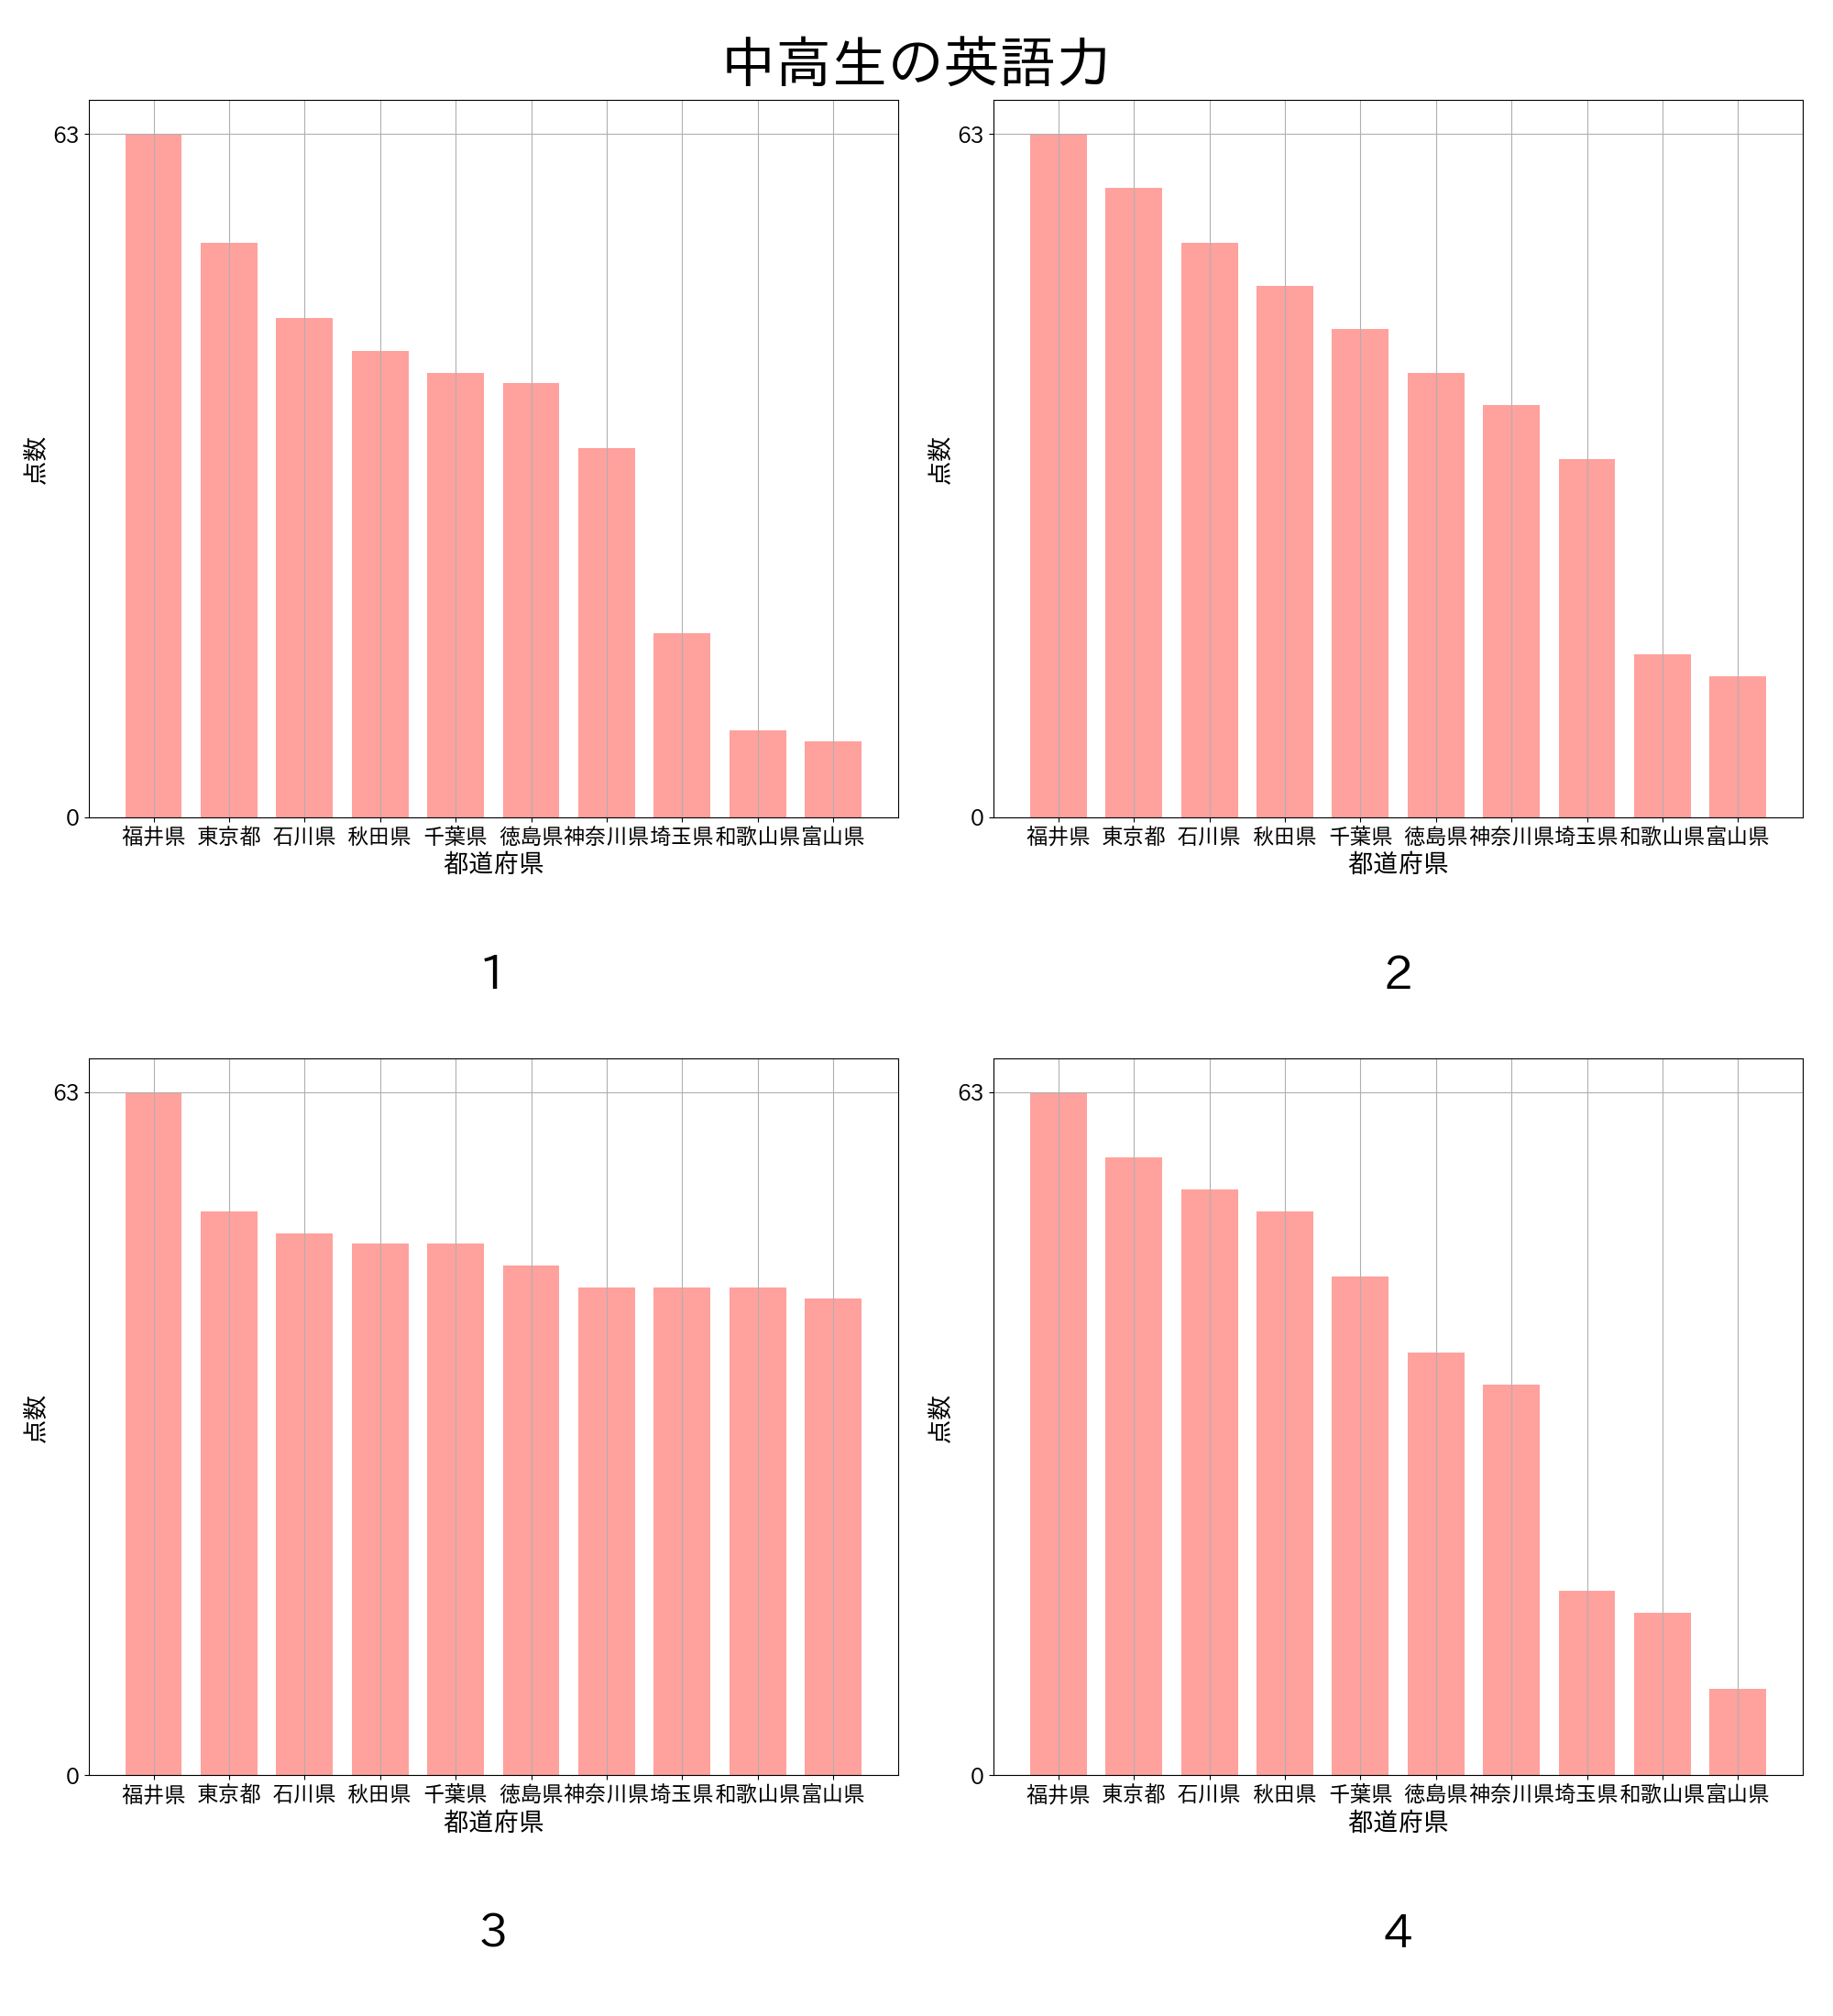 中高生の英語力
63
0
点数
福井県 東京都 石川県 秋田県 千葉県 徳島県 神奈川県 埼玉県 和歌山県 富山県
都道府県
1
63
0
点数
福井県 東京都 石川県 秋田県 千葉県 徳島県 神奈川県 埼玉県 和歌山県 富山県
都道府県
2
63
0
点数
福井県 東京都 石川県 秋田県 千葉県 徳島県 神奈川県 埼玉県 和歌山県 富山県
都道府県
3
63
0
点数
福井県 東京都 石川県 秋田県 千葉県 徳島県 神奈川県 埼玉県 和歌山県 富山県
都道府県
4